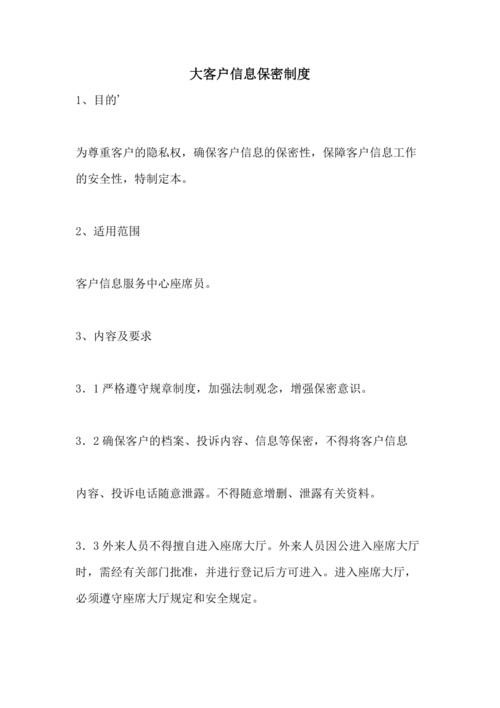 大客户信息保密制度
1、目的'
为尊重客户的隐私权，确保客户信息的保密性，保障客户信息工作
的安全性，特制定本。
2、适用范围
客户信息服务中心座席员。
3、内容及要求
3．1严格遵守规章制度，加强法制观念，增强保密意识。
3．2确保客户的档案、投诉内容、信息等保密，不得将客户信息
内容、投诉电话随意泄露。不得随意增删、泄露有关资料。
3．3外来人员不得擅自进入座席大厅。外来人员因公进入座席大厅
时，需经有关部门批准，并进行登记后方可进入。进入座席大厅，
必须遵守座席大厅规定和安全规定。